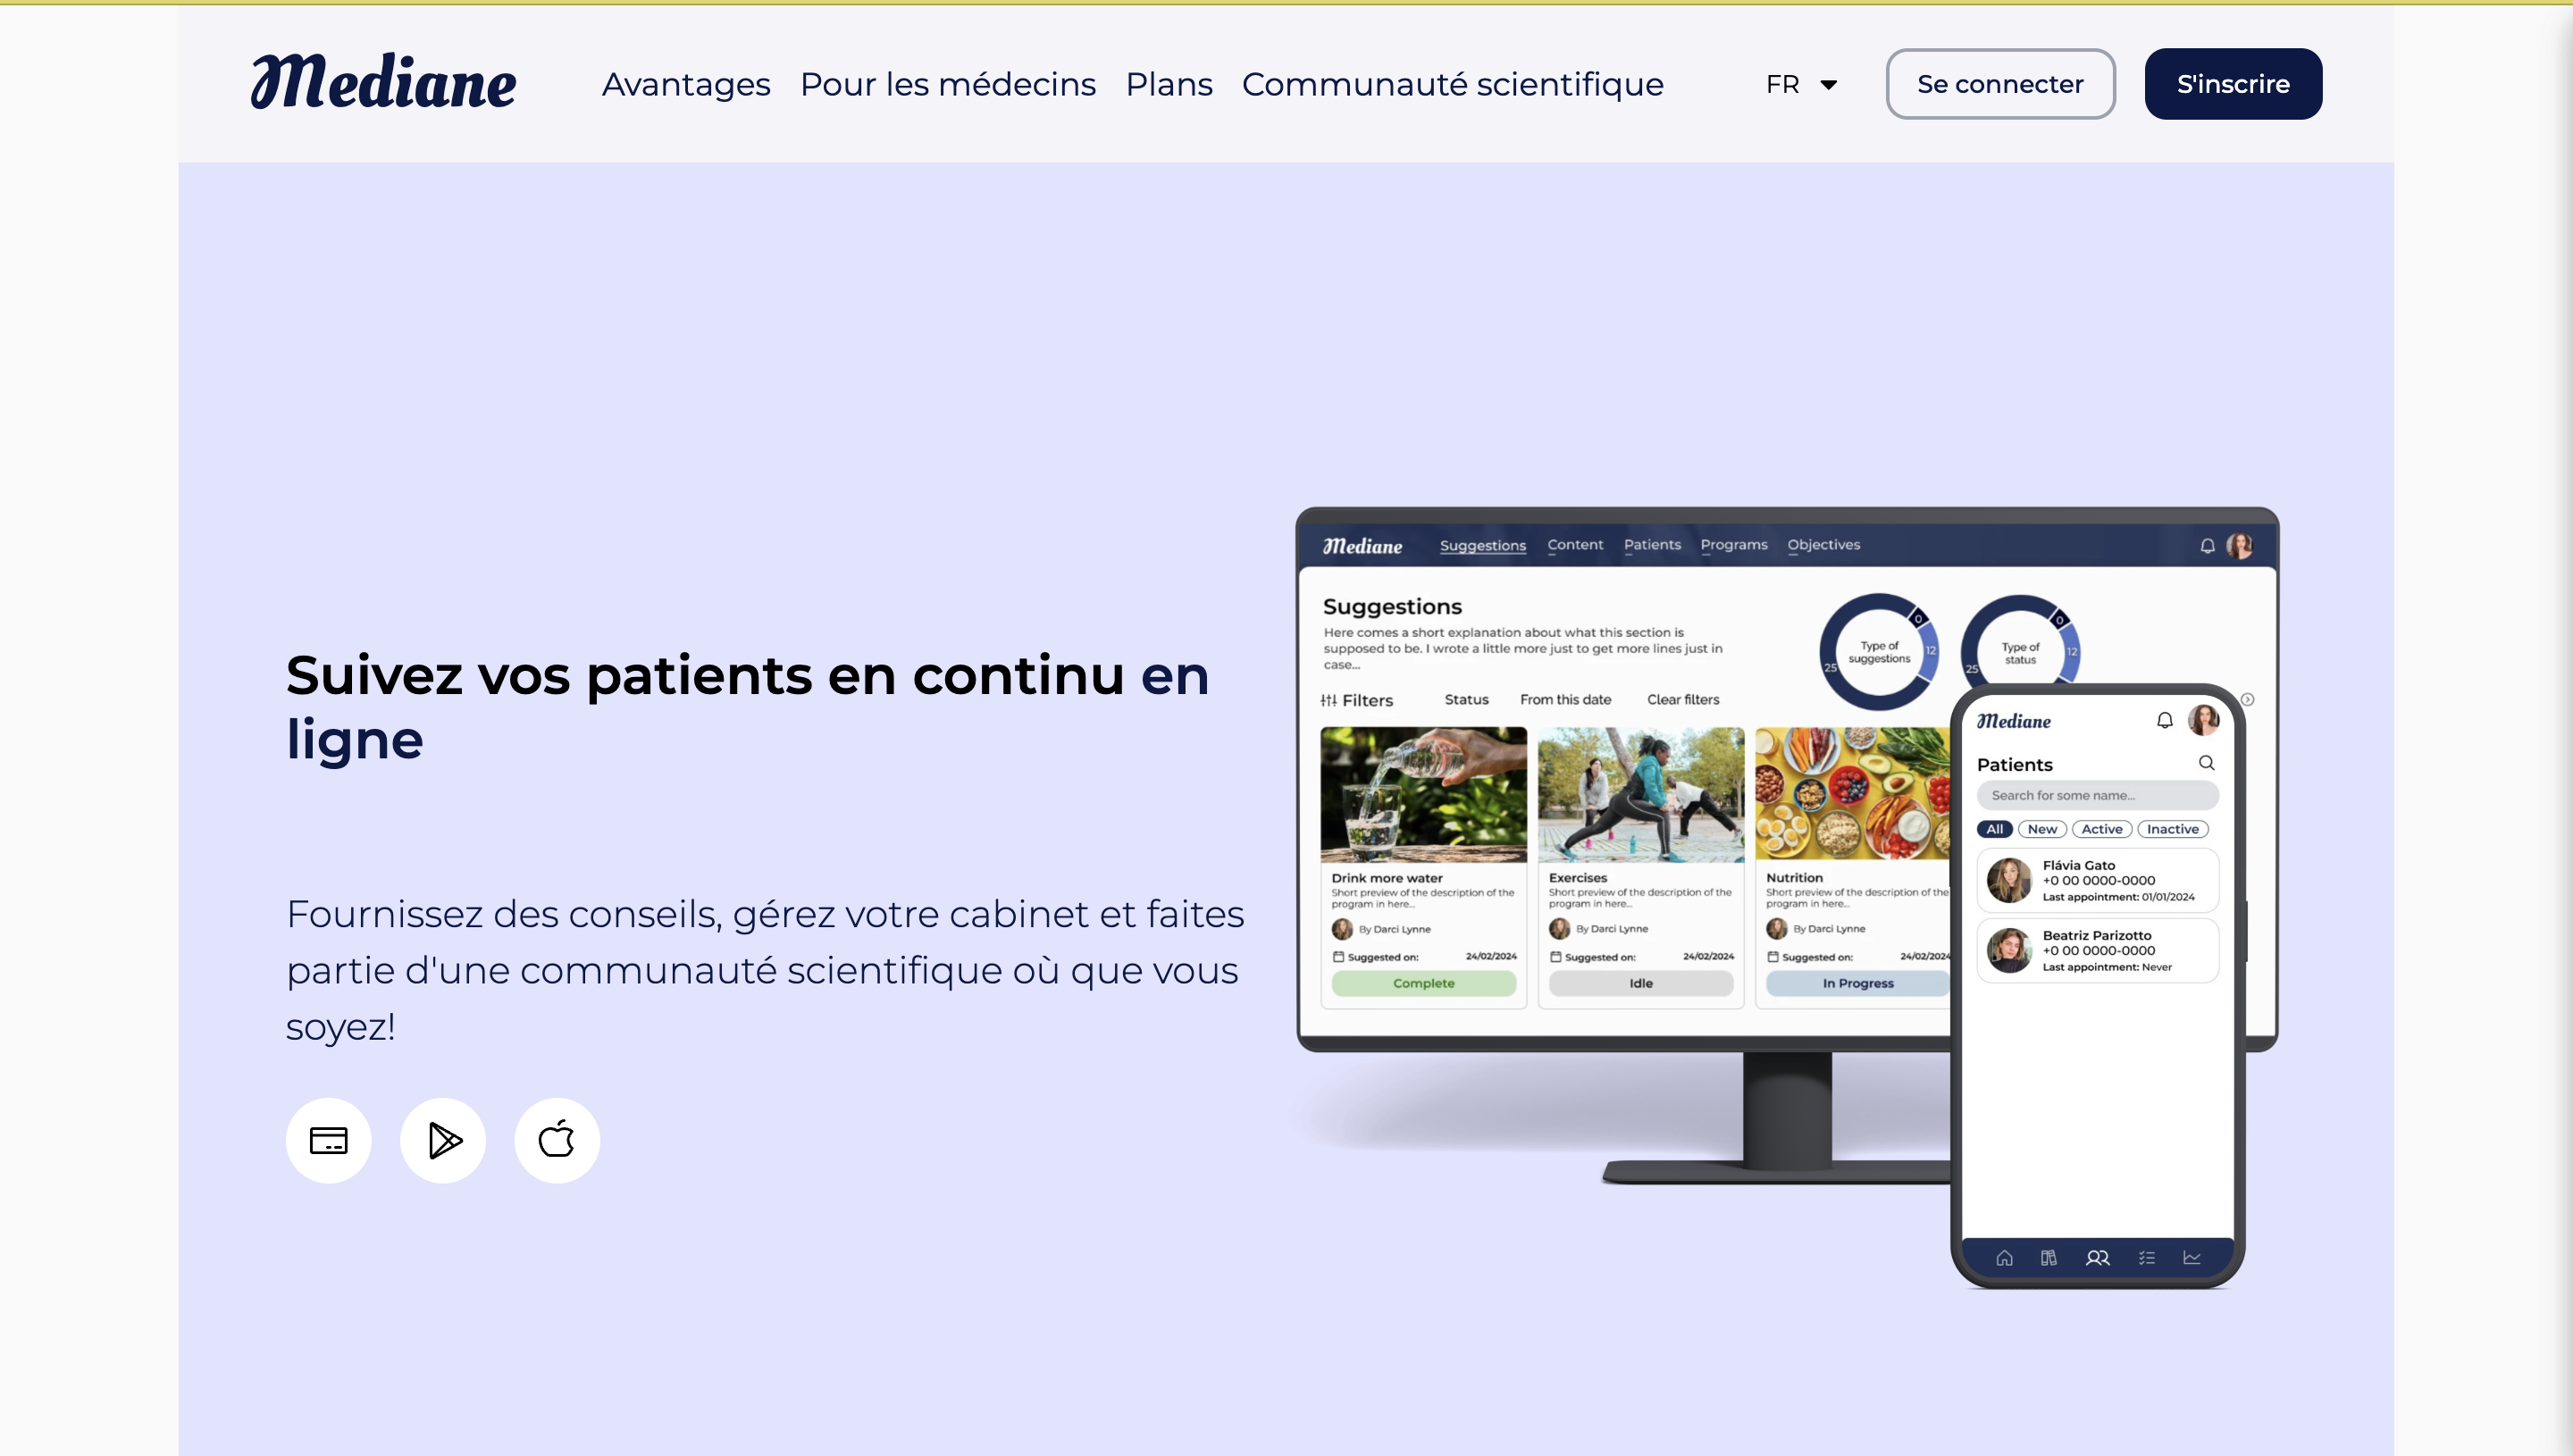 Mediane
Avantages
Pour les médecins
Plans
Communauté scientifique
FR
Se connecter
S'inscrire
Suivez vos patients en continu en
ligne
Fournissez des conseils, gérez votre cabinet et faites
partie d'une communauté scientifique où que vous
soyez!
Mediane
Suggestions
Content
Patients
Programs
Objectives
Suggestions
Here comes a short explanation about what this section is
supposed to be. I wrote a little more just to get more lines just in
case...
0
12
25
Type of
suggestions
0
12
25
Type of
status
Filters
Status
From this date
Clear filters
Drink more water
Short preview of the description of the
program in here...
By Darci Lynne
Suggested on: 24/02/2024
Complete
Exercises
Short preview of the description of the
program in here...
By Darci Lynne
Suggested on: 24/02/2024
Idle
Nutrition
Short preview of the description of the
program in here...
By Darci Lynne
Suggested on: 24/02/2024
In Progress
Mediane
Patients
Search for some name...
All
New
Active
Inactive
Flávia Gato
+0 00 0000-0000
Last appointment: 01/01/2024
Beatriz Parizotto
+0 00 0000-0000
Last appointment: Never